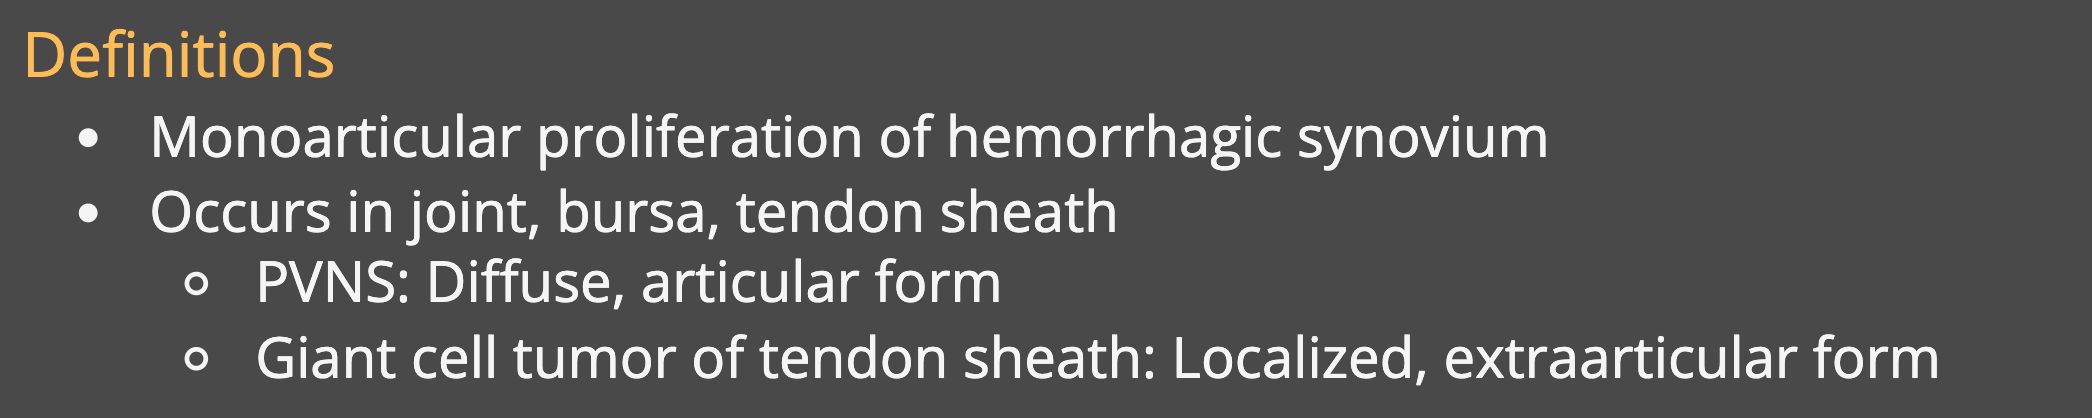 Definitions
• Monoarticular proliferation of hemorrhagic synovium
• Occurs in joint, bursa, tendon sheath
◦ PVNS: Diffuse, articular form
◦ Giant cell tumor of tendon sheath: Localized, extraarticular form